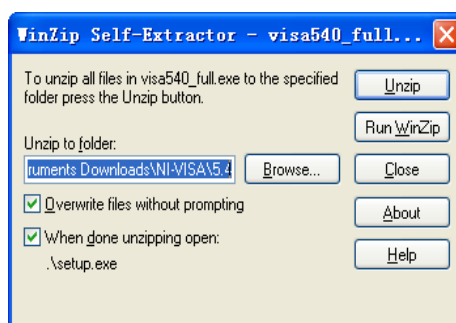 WinZip Self-Extractor - visa540_full...
To unzip all files in visa540_full.exe to the specified
folder press the Unzip button.
Unzip
Run WinZip
Unzip to folder:
ruments Downloads\NI-VISA\5.4
Browse...
Close
Overwrite files without prompting
About
When done unzipping open:
.\setup.exe
Help